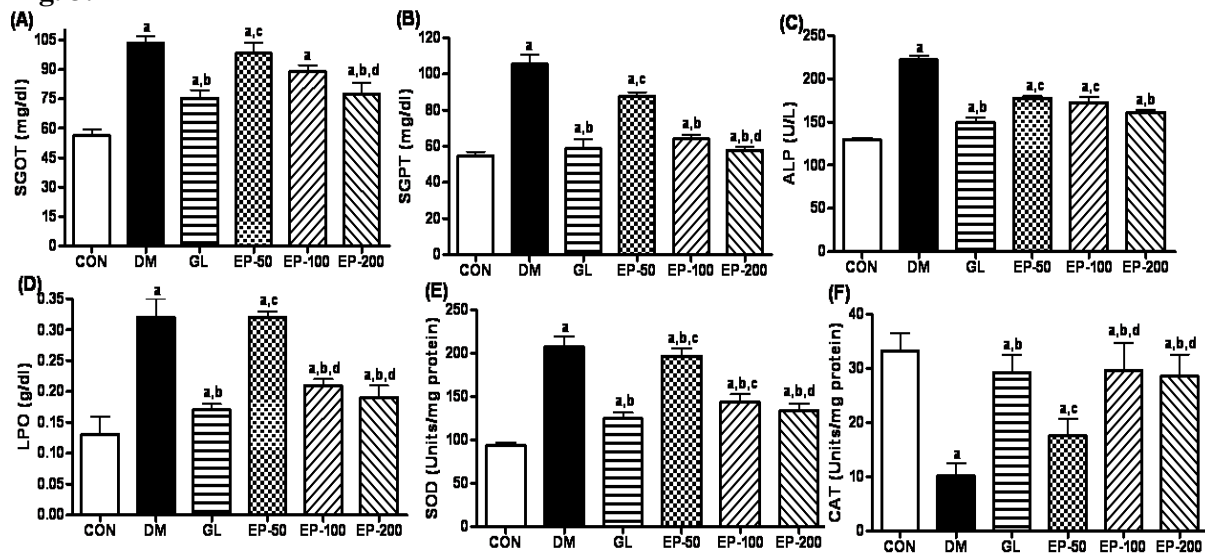 (A)
SGOT (mg/dl)
105
90
75
60
45
30
15
0
a
a,b
a,c
a
a,b,d
CON DM GL EP-50 EP-100 EP-200
(B)
SGPT (mg/dl)
120
100
80
60
40
20
0
a
a,b
a,c
a,b
a,b,d
CON DM GL EP-50 EP-100 EP-200
(C)
ALP (U/L)
250
200
150
100
50
0
a
a,b
a,c
a,c
a,b
CON DM GL EP-50 EP-100 EP-200
(D)
LPO (g/dl)
0.35
0.30
0.25
0.20
0.15
0.10
0.05
0.00
a
a,b
a,c
a,b,d
a,b,d
CON DM GL EP-50 EP-100 EP-200
(E)
SOD (Units/mg protein)
250
200
150
100
50
0
a
a,b
a,b,c
a,b,c
a,b,d
CON DM GL EP-50 EP-100 EP-200
(F)
CAT (Units/mg protein)
40
30
20
10
0
a
a,b
a,c
a,b,d
a,b,d
CON DM GL EP-50 EP-100 EP-200